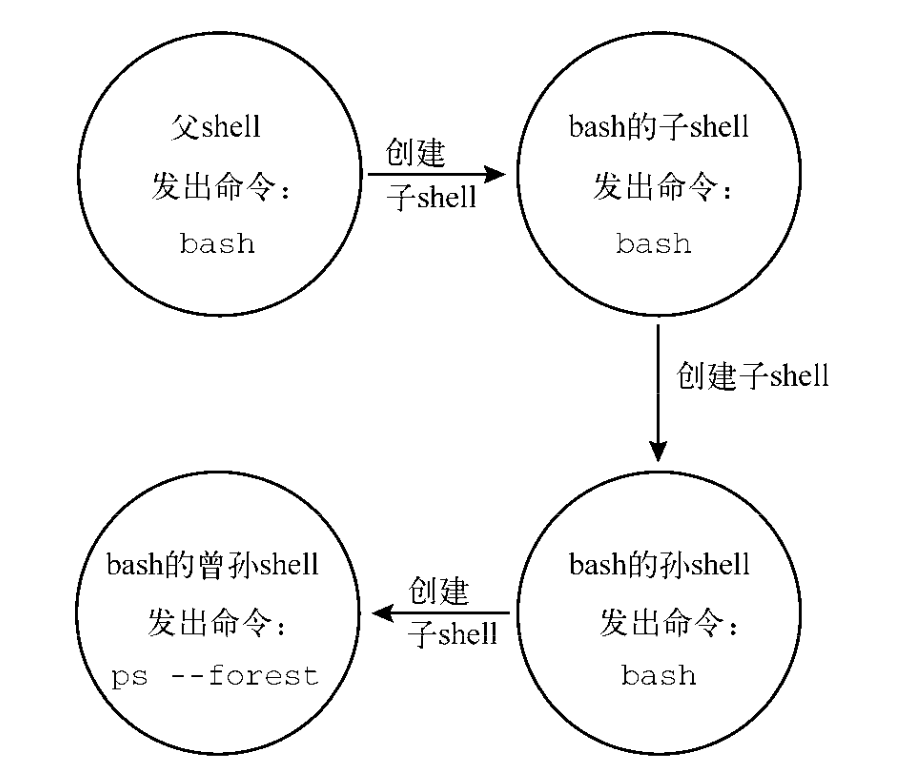 父shell
发出命令：
bash
创建
子shell
bash的子shell
发出命令：
bash
创建子shell
bash的孙shell
发出命令：
bash
创建
子shell
bash的曾孙shell
发出命令：
ps --forest